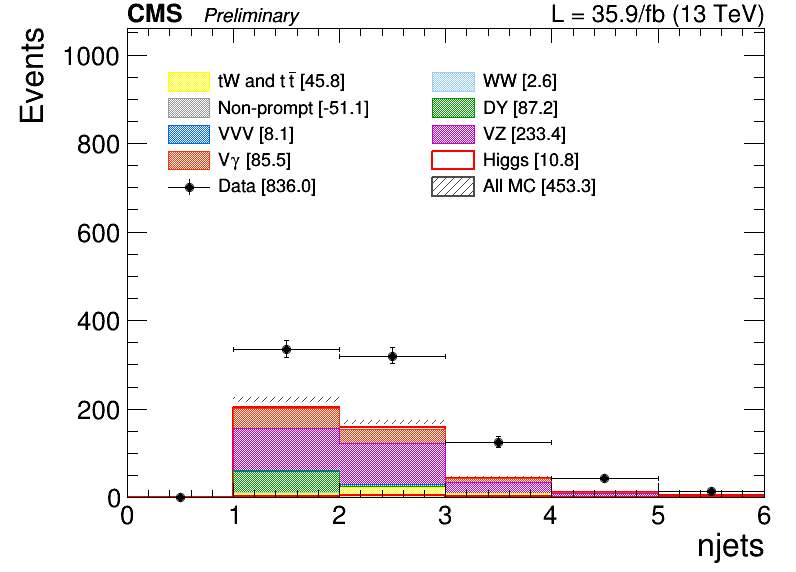 CMS Preliminary L = 35.9/fb (13 TeV)
Events
1000
800
600
400
200
0
tW and t t̅ [45.8]
Non-prompt [-51.1]
VVV [8.1]
Vγ [85.5]
Data [836.0]
WW [2.6]
DY [87.2]
VZ [233.4]
Higgs [10.8]
All MC [453.3]
0 1 2 3 4 5 6
njets